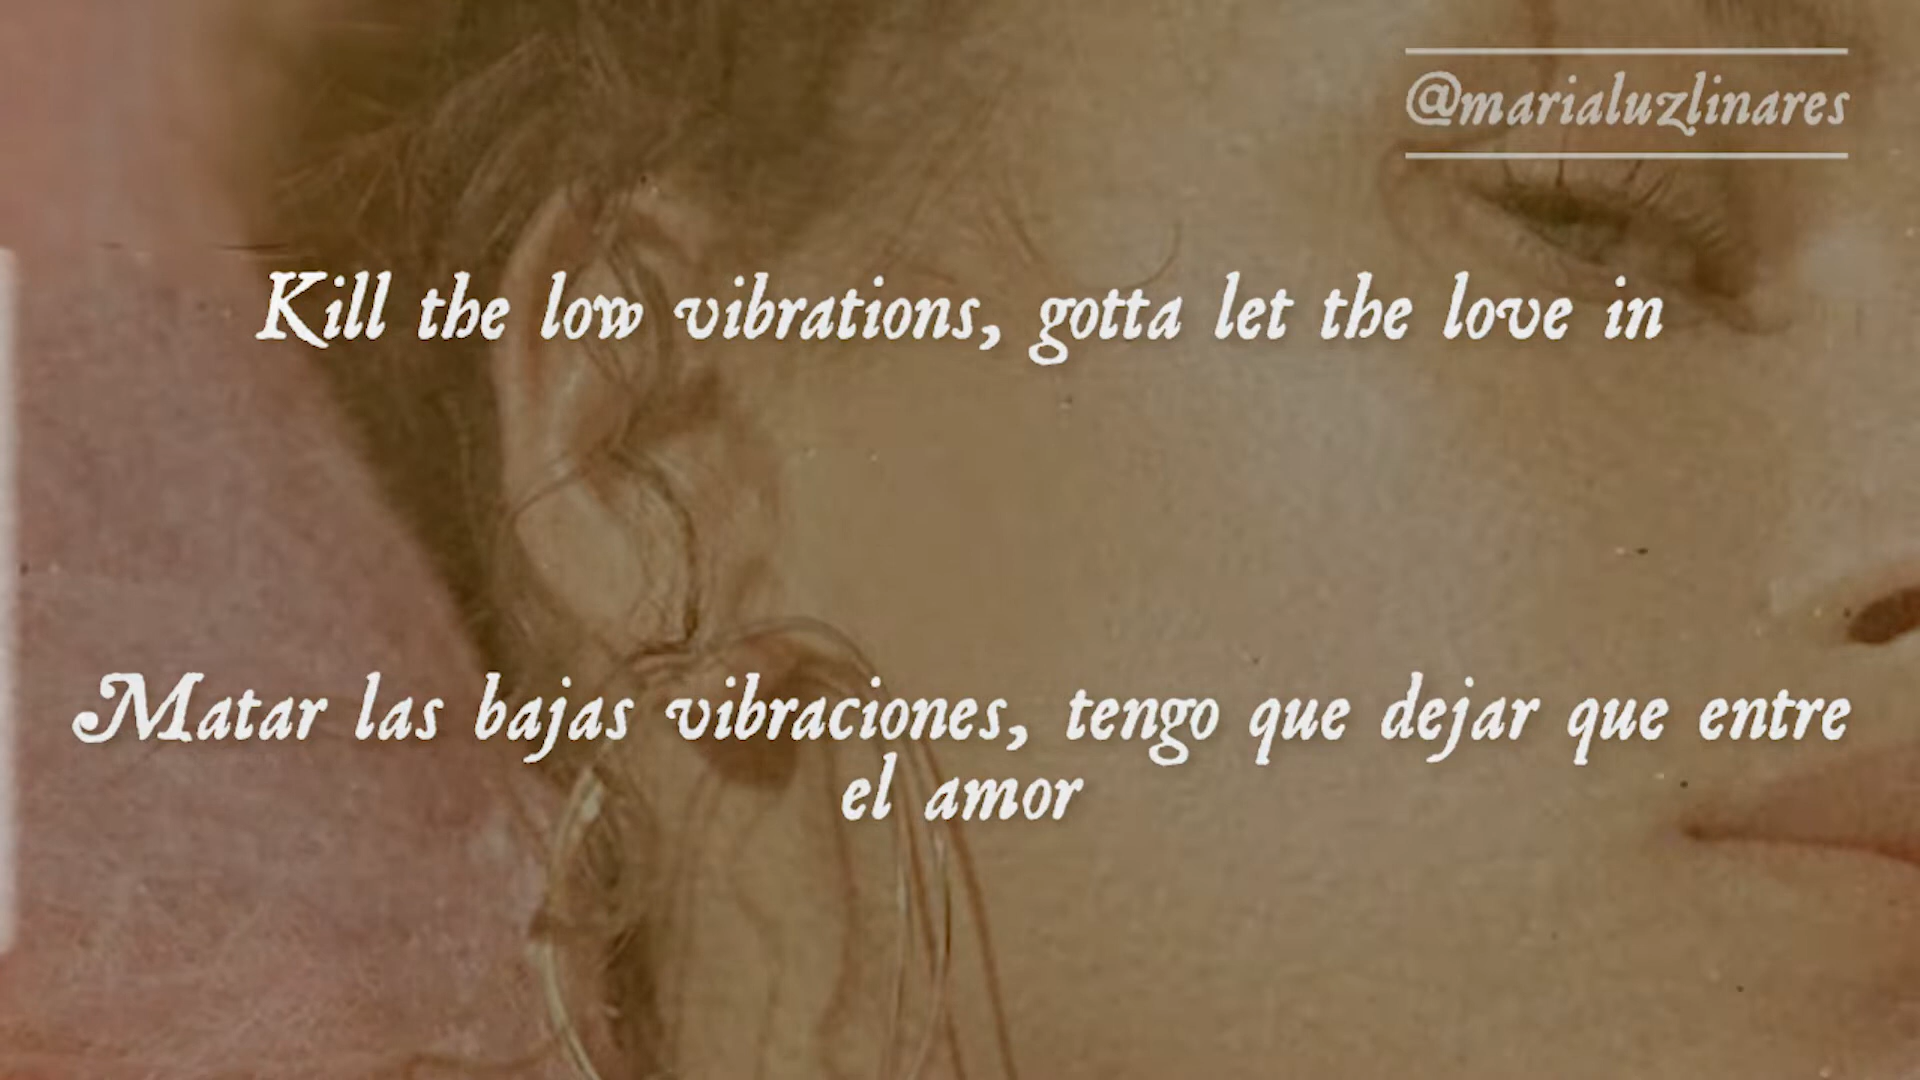 @marialuzlinares
Kill the low vibrations, gotta let the love in
Matar las bajas vibraciones, tengo que dejar que entre
el amor